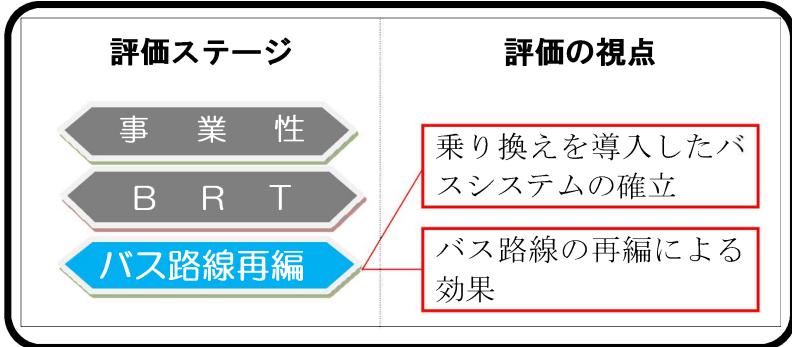 評価ステージ
評価の視点
事業性
BRT
バス路線再編
乗り換えを導入したバ
スシステムの確立
バス路線の再編による
効果